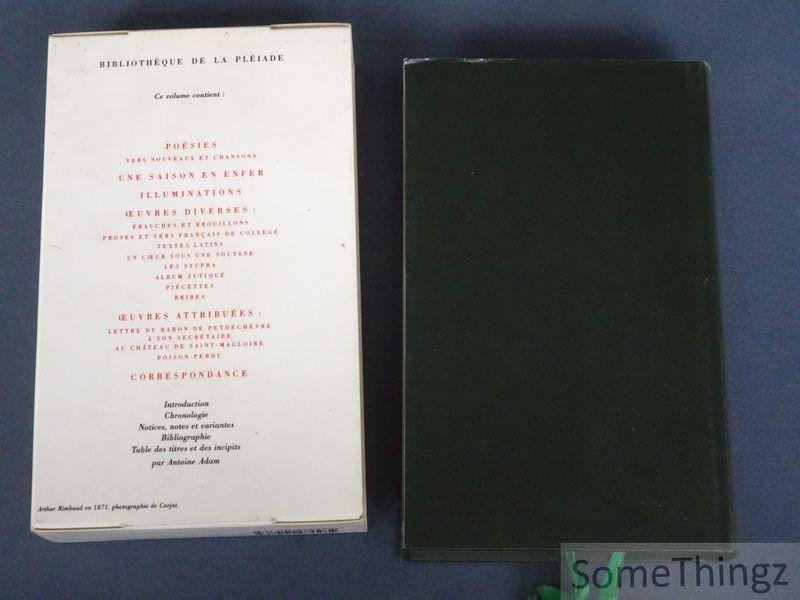 BIBLIOTHÈQUE DE LA PLÉIADE
Ce volume contient :
POÉSIES
VERS NOUVEAUX ET CHANSONS
UNE SAISON EN ENFER
ILLUMINATIONS
ŒUVRES DIVERSES :
ÉBAUCHES ET BROUILLONS
PROSES ET VERS FRANÇAIS DE COLLÈGE
TEXTES LATINS
UN CŒUR SOUS UNE SOUTANE
LES STUPRA
ALBUM ZUTIQUE
PIÉCETTES
BRIBES
ŒUVRES ATTRIBUÉES :
LETTRE DU BARON DE PETDECHÈVRE
À SON SECRÉTAIRE
AU CHÂTEAU DE SAINT-MAGLOIRE
POISON PERDU
CORRESPONDANCE
Introduction
Chronologie
Notices, notes et variantes
Bibliographie
Table des titres et des incipits
par Antoine Adam
Arthur Rimbaud en 1871, photographie de Carjat.
SomeThingz